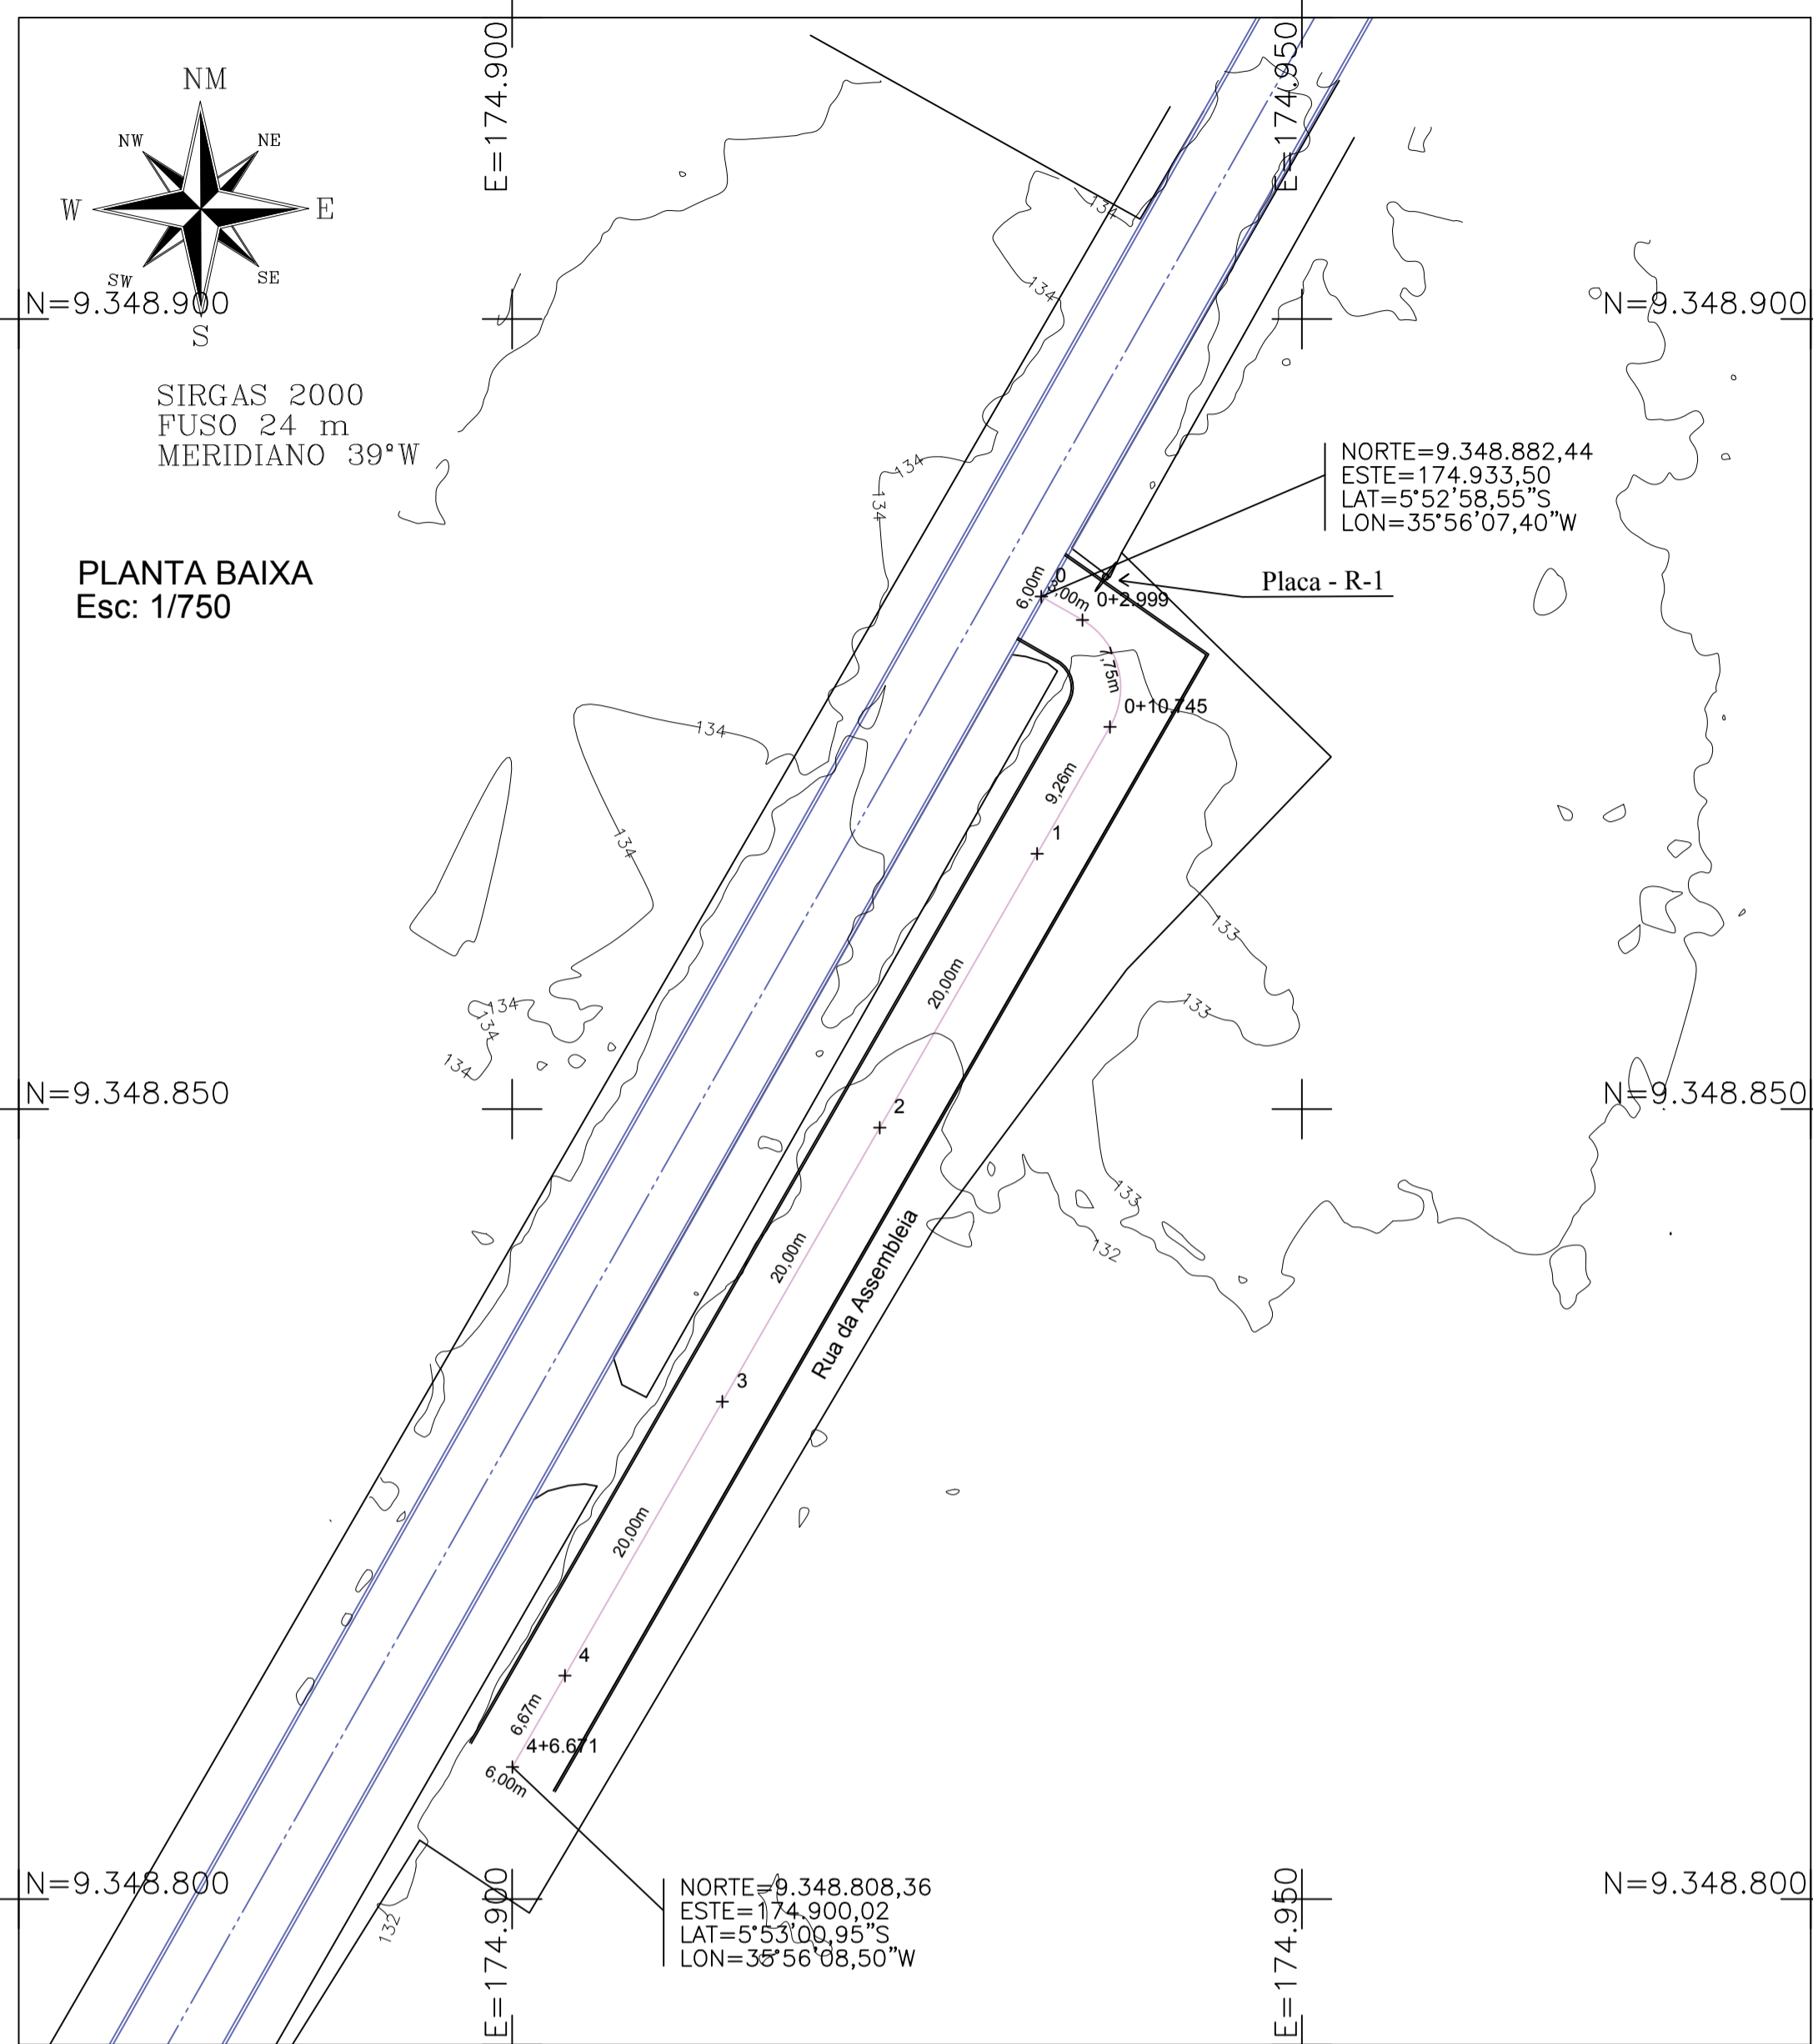 E=174.900
E=174.950
NM
NW
NE
W
E
SW
SE
S
N=9.348.900
N=9.348.900
SIRGAS 2000
FUSO 24 m
MERIDIANO 39°W
134
134
134
134
NORTE=9.348.882,44
ESTE=174.933,50
LAT=5°52'58,55"S
LON=35°56'07,40"W
PLANTA BAIXA
Esc: 1/750
Placa - R-1
0
6,00m
3,00m
0+2.999
7,75m
0+10.745
134
9,26m
1
134
133
20,00m
133
134
134
134
N=9.348.850
N=9.348.850
2
133
132
20,00m
Rua da Assembleia
3
20,00m
4
6,67m
4+6.671
6,00m
N=9.348.800
N=9.348.800
NORTE=9.348.808,36
ESTE=174.900,02
LAT=5°53'00,95"S
LON=35°56'08,50"W
132
E=174.900
E=174.950